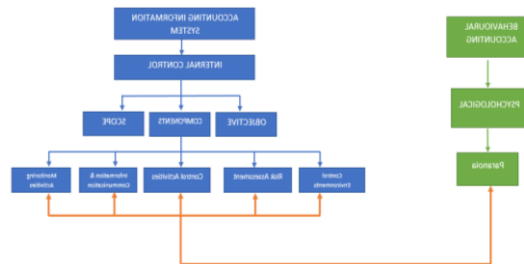 ACCOUNTING INFORMATION
SYSTEM
BEHAVIOURAL
ACCOUNTING
INTERNAL CONTROL
PSYCHOLOGICAL
SCOPE
COMPONENTS
OBJECTIVE
Paranoia
Monitoring
Activities
Information &
Communication
Control Activities
Risk Assessment
Control
Environments